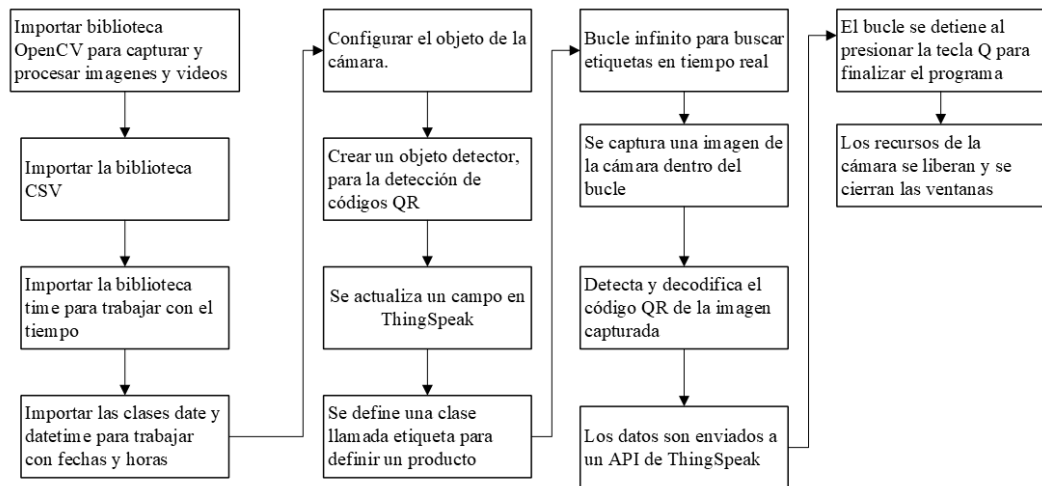 Importar biblioteca
OpenCV para capturar y
procesar imagenes y videos
Importar la biblioteca
CSV
Importar la biblioteca
time para trabajar con el
tiempo
Importar las clases date y
datetime para trabajar
con fechas y horas
Configurar el objeto de la
cámara.
Crear un objeto detector,
para la detección de
códigos QR
Se actualiza un campo en
ThingSpeak
Se define una clase
llamada etiqueta para
definir un producto
Bucle infinito para buscar
etiquetas en tiempo real
Se captura una imagen de
la cámara dentro del
bucle
Detecta y decodifica el
código QR de la imagen
capturada
Los datos son enviados a
un API de ThingSpeak
El bucle se detiene al
presionar la tecla Q para
finalizar el programa
Los recursos de la
cámara se liberan y se
cierran las ventanas